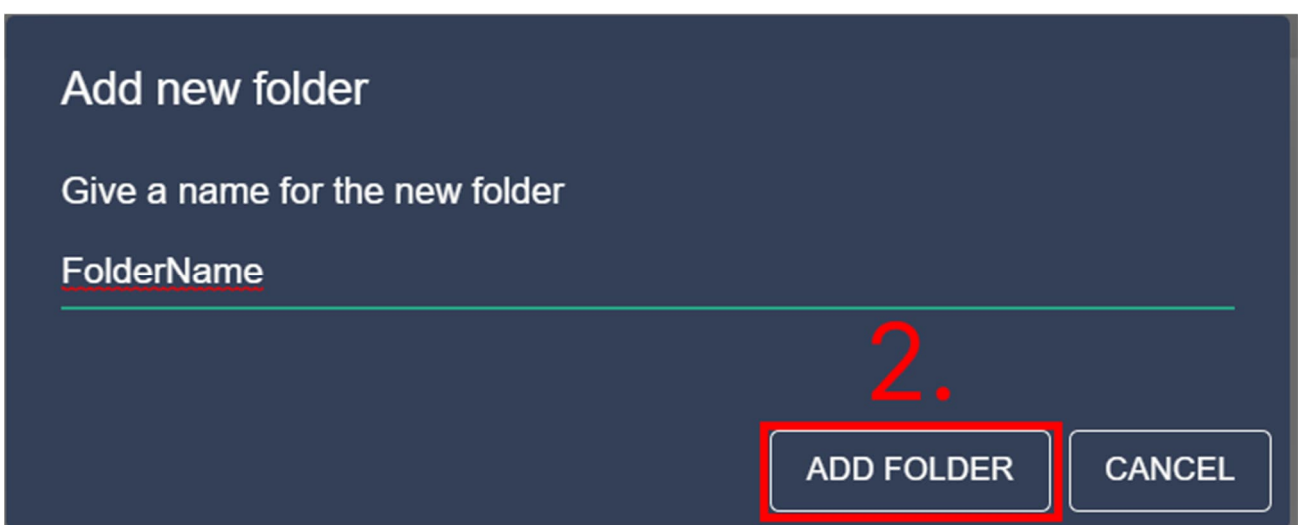 Add new folder
Give a name for the new folder
FolderName
2.
ADD FOLDER CANCEL